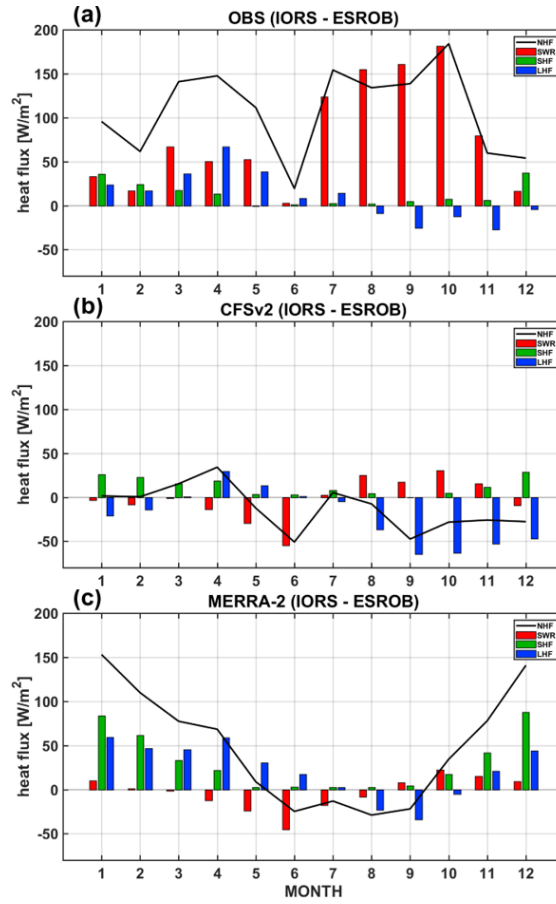 (a)
OBS (IORS - ESROB)
200
150
100
50
0
-50
heat flux [W/m²]
NHF
SWR
SHF
LHF
1 2 3 4 5 6 7 8 9 10 11 12
(b)
CFSv2 (IORS - ESROB)
200
150
100
50
0
-50
heat flux [W/m²]
NHF
SWR
SHF
LHF
1 2 3 4 5 6 7 8 9 10 11 12
(c)
MERRA-2 (IORS - ESROB)
200
150
100
50
0
-50
heat flux [W/m²]
NHF
SWR
SHF
LHF
1 2 3 4 5 6 7 8 9 10 11 12
MONTH